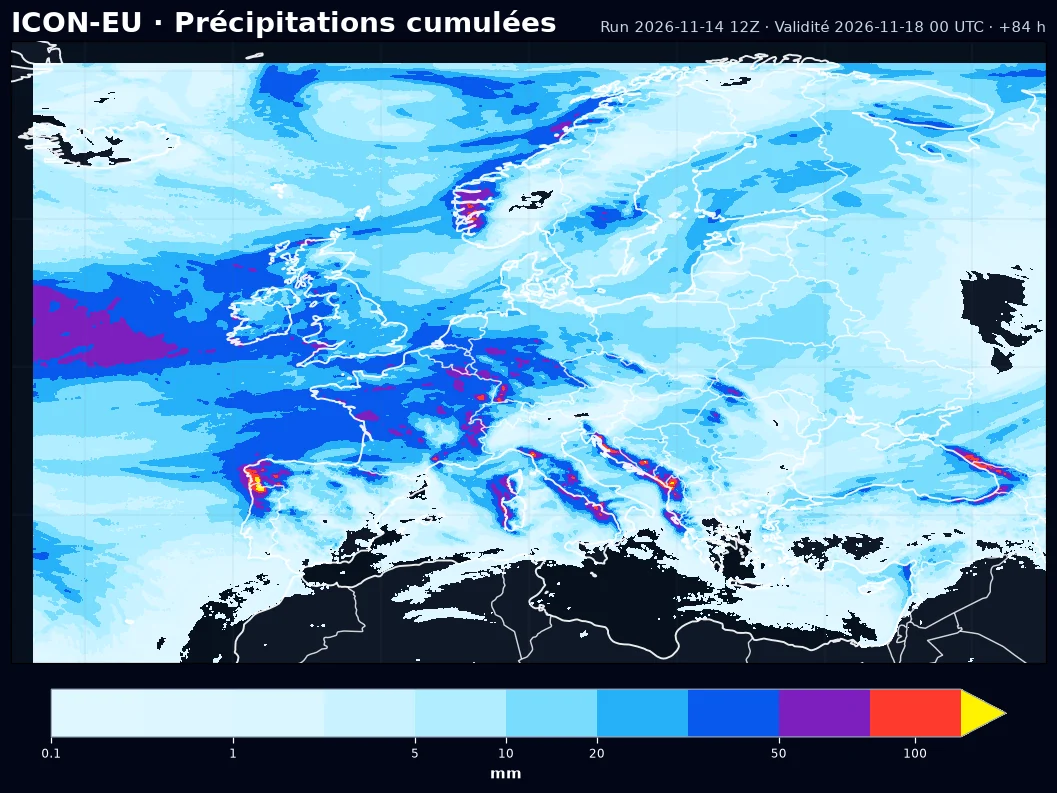 ICON-EU · Précipitations cumulées
Run 2026-11-14 12Z · Validité 2026-11-18 00 UTC · +84 h
0.1 1 5 10 20 50 100
mm